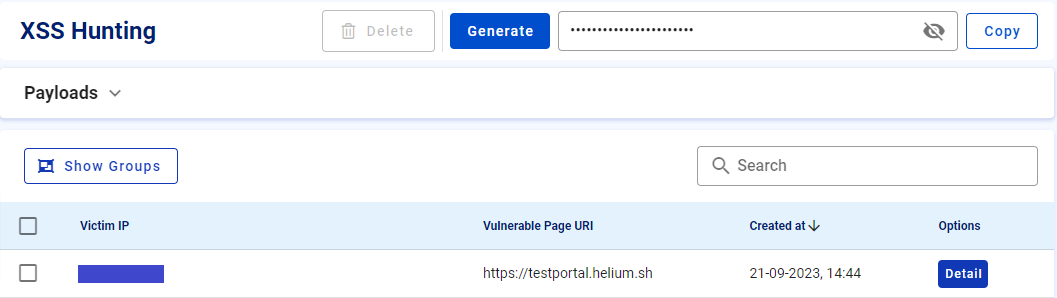 XSS Hunting
Delete
Generate
•••••••••••••••••••••••
Copy
Payloads
Show Groups
Search
Victim IP Vulnerable Page URI Created at Options
https://testportal.helium.sh 21-09-2023, 14:44 Detail